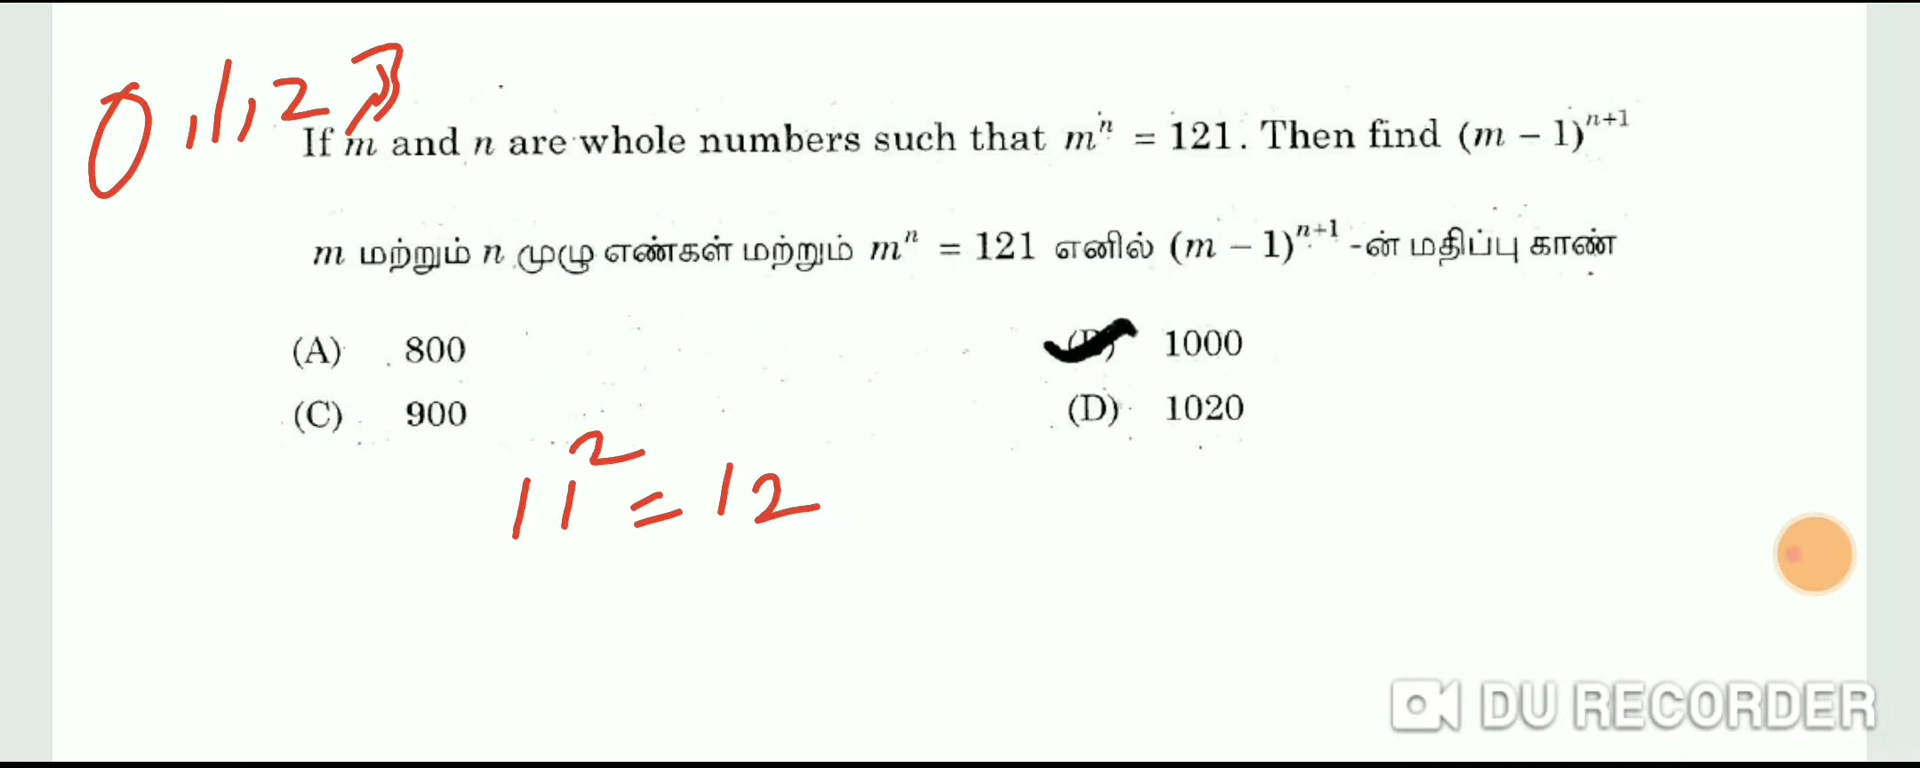 0, 1, 2 3
If m and n are whole numbers such that mⁿ = 121. Then find (m − 1)ⁿ⁺¹
m மற்றும் n முழு எண்கள் மற்றும் mⁿ = 121 எனில் (m − 1)ⁿ⁺¹ -ன் மதிப்பு காண்
(A) 800 (B) 1000
(C) 900 (D) 1020
11² = 12
DU RECORDER